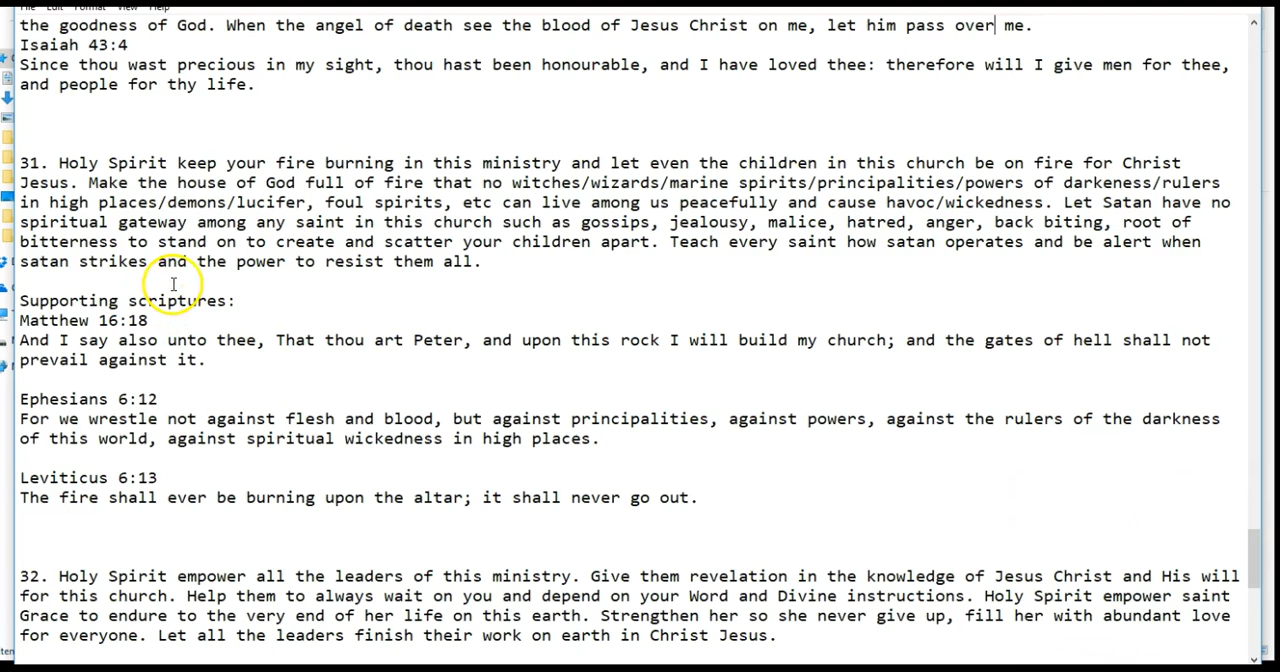 File Edit Format View Help
the goodness of God. When the angel of death see the blood of Jesus Christ on me, let him pass over me.
Isaiah 43:4
Since thou wast precious in my sight, thou hast been honourable, and I have loved thee: therefore will I give men for thee,
and people for thy life.
31. Holy Spirit keep your fire burning in this ministry and let even the children in this church be on fire for Christ
Jesus. Make the house of God full of fire that no witches/wizards/marine spirits/principalities/powers of darkeness/rulers
in high places/demons/lucifer, foul spirits, etc can live among us peacefully and cause havoc/wickedness. Let Satan have no
spiritual gateway among any saint in this church such as gossips, jealousy, malice, hatred, anger, back biting, root of
bitterness to stand on to create and scatter your children apart. Teach every saint how satan operates and be alert when
satan strikes and the power to resist them all.
Supporting scriptures:
Matthew 16:18
And I say also unto thee, That thou art Peter, and upon this rock I will build my church; and the gates of hell shall not
prevail against it.
Ephesians 6:12
For we wrestle not against flesh and blood, but against principalities, against powers, against the rulers of the darkness
of this world, against spiritual wickedness in high places.
Leviticus 6:13
The fire shall ever be burning upon the altar; it shall never go out.
32. Holy Spirit empower all the leaders of this ministry. Give them revelation in the knowledge of Jesus Christ and His will
for this church. Help them to always wait on you and depend on your Word and Divine instructions. Holy Spirit empower saint
Grace to endure to the very end of her life on this earth. Strengthen her so she never give up, fill her with abundant love
for everyone. Let all the leaders finish their work on earth in Christ Jesus.